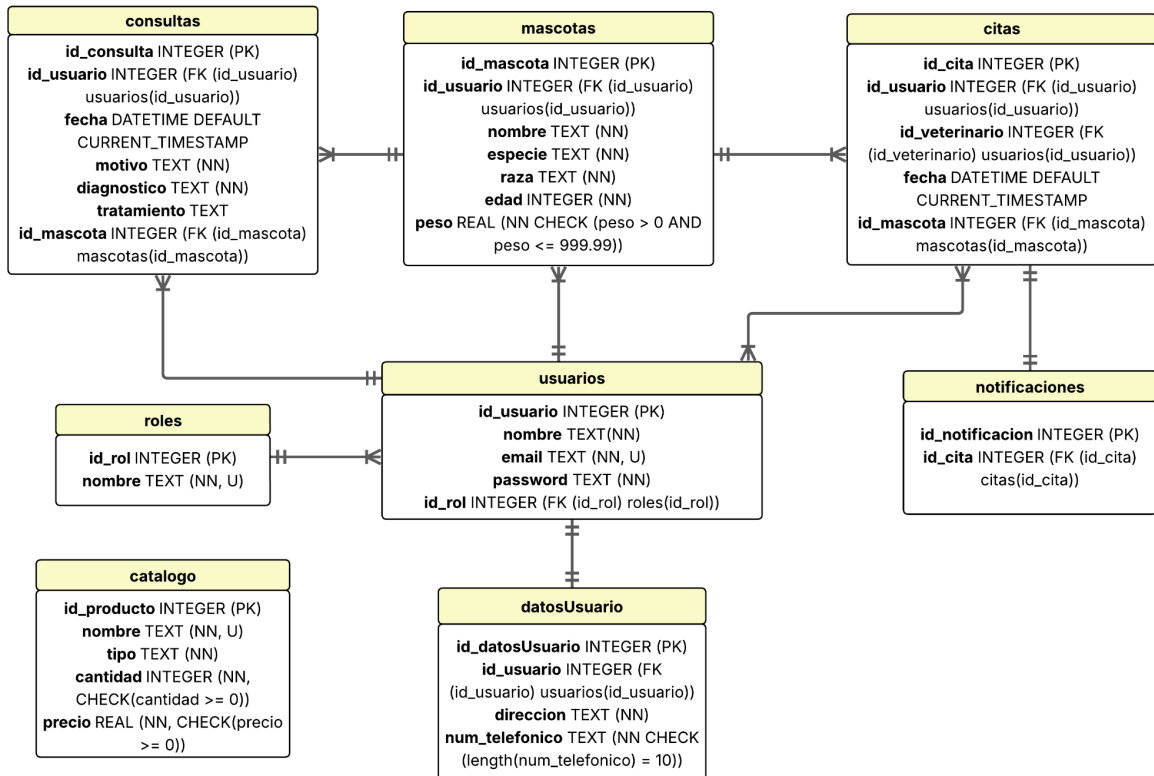 consultas
id_consulta INTEGER (PK)
id_usuario INTEGER (FK (id_usuario)
usuarios(id_usuario))
fecha DATETIME DEFAULT
CURRENT_TIMESTAMP
motivo TEXT (NN)
diagnostico TEXT (NN)
tratamiento TEXT
id_mascota INTEGER (FK (id_mascota)
mascotas(id_mascota))
mascotas
id_mascota INTEGER (PK)
id_usuario INTEGER (FK (id_usuario)
usuarios(id_usuario))
nombre TEXT (NN)
especie TEXT (NN)
raza TEXT (NN)
edad INTEGER (NN)
peso REAL (NN CHECK (peso > 0 AND
peso <= 999.99))
citas
id_cita INTEGER (PK)
id_usuario INTEGER (FK (id_usuario)
usuarios(id_usuario))
id_veterinario INTEGER (FK
(id_veterinario) usuarios(id_usuario))
fecha DATETIME DEFAULT
CURRENT_TIMESTAMP
id_mascota INTEGER (FK (id_mascota)
mascotas(id_mascota))
roles
id_rol INTEGER (PK)
nombre TEXT (NN, U)
usuarios
id_usuario INTEGER (PK)
nombre TEXT(NN)
email TEXT (NN, U)
password TEXT (NN)
id_rol INTEGER (FK (id_rol) roles(id_rol))
notificaciones
id_notificacion INTEGER (PK)
id_cita INTEGER (FK (id_cita)
citas(id_cita))
catalogo
id_producto INTEGER (PK)
nombre TEXT (NN, U)
tipo TEXT (NN)
cantidad INTEGER (NN,
CHECK(cantidad >= 0))
precio REAL (NN, CHECK(precio
>= 0))
datosUsuario
id_datosUsuario INTEGER (PK)
id_usuario INTEGER (FK
(id_usuario) usuarios(id_usuario))
direccion TEXT (NN)
num_telefonico TEXT (NN CHECK
(length(num_telefonico) = 10))